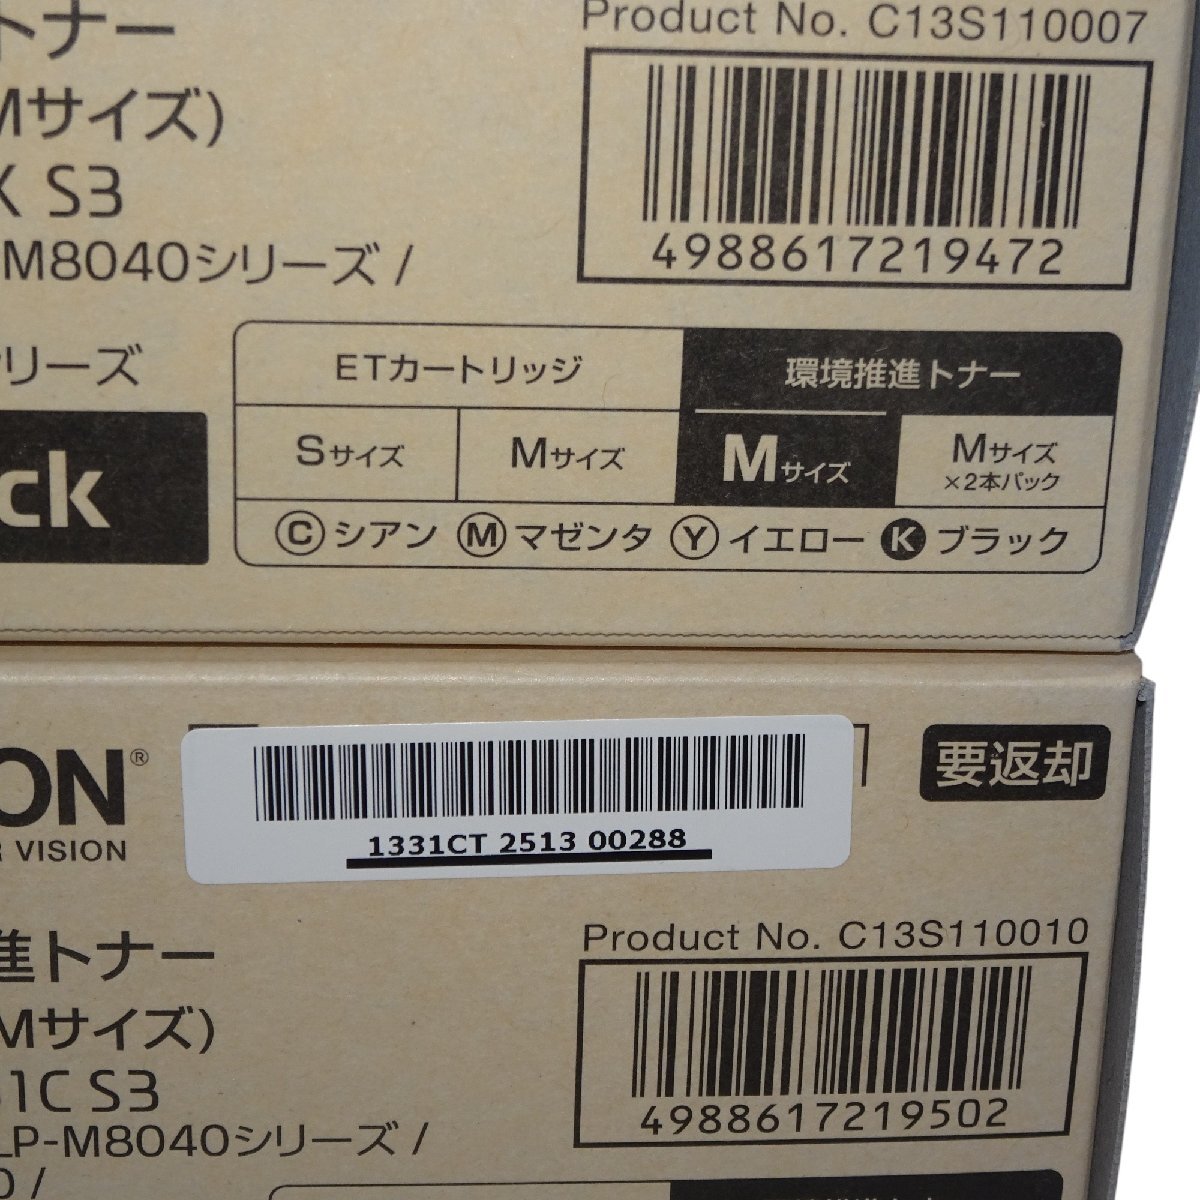 トナー
Product No. C13S110007
Mサイズ)
K S3
4988617219472
-M8040シリーズ /
リーズ
ETカートリッジ
環境推進トナー
Sサイズ
Mサイズ
Mサイズ
Mサイズ
×2本パック
ck
Cシアン Mマゼンタ Yイエロー Kブラック
ON®
R VISION
要返却
1331CT 2513 00288
進トナー
Product No. C13S110010
Mサイズ)
1C S3
4988617219502
LP-M8040シリーズ /
0 /